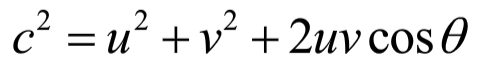 c² = u² + v² + 2uv cos θ